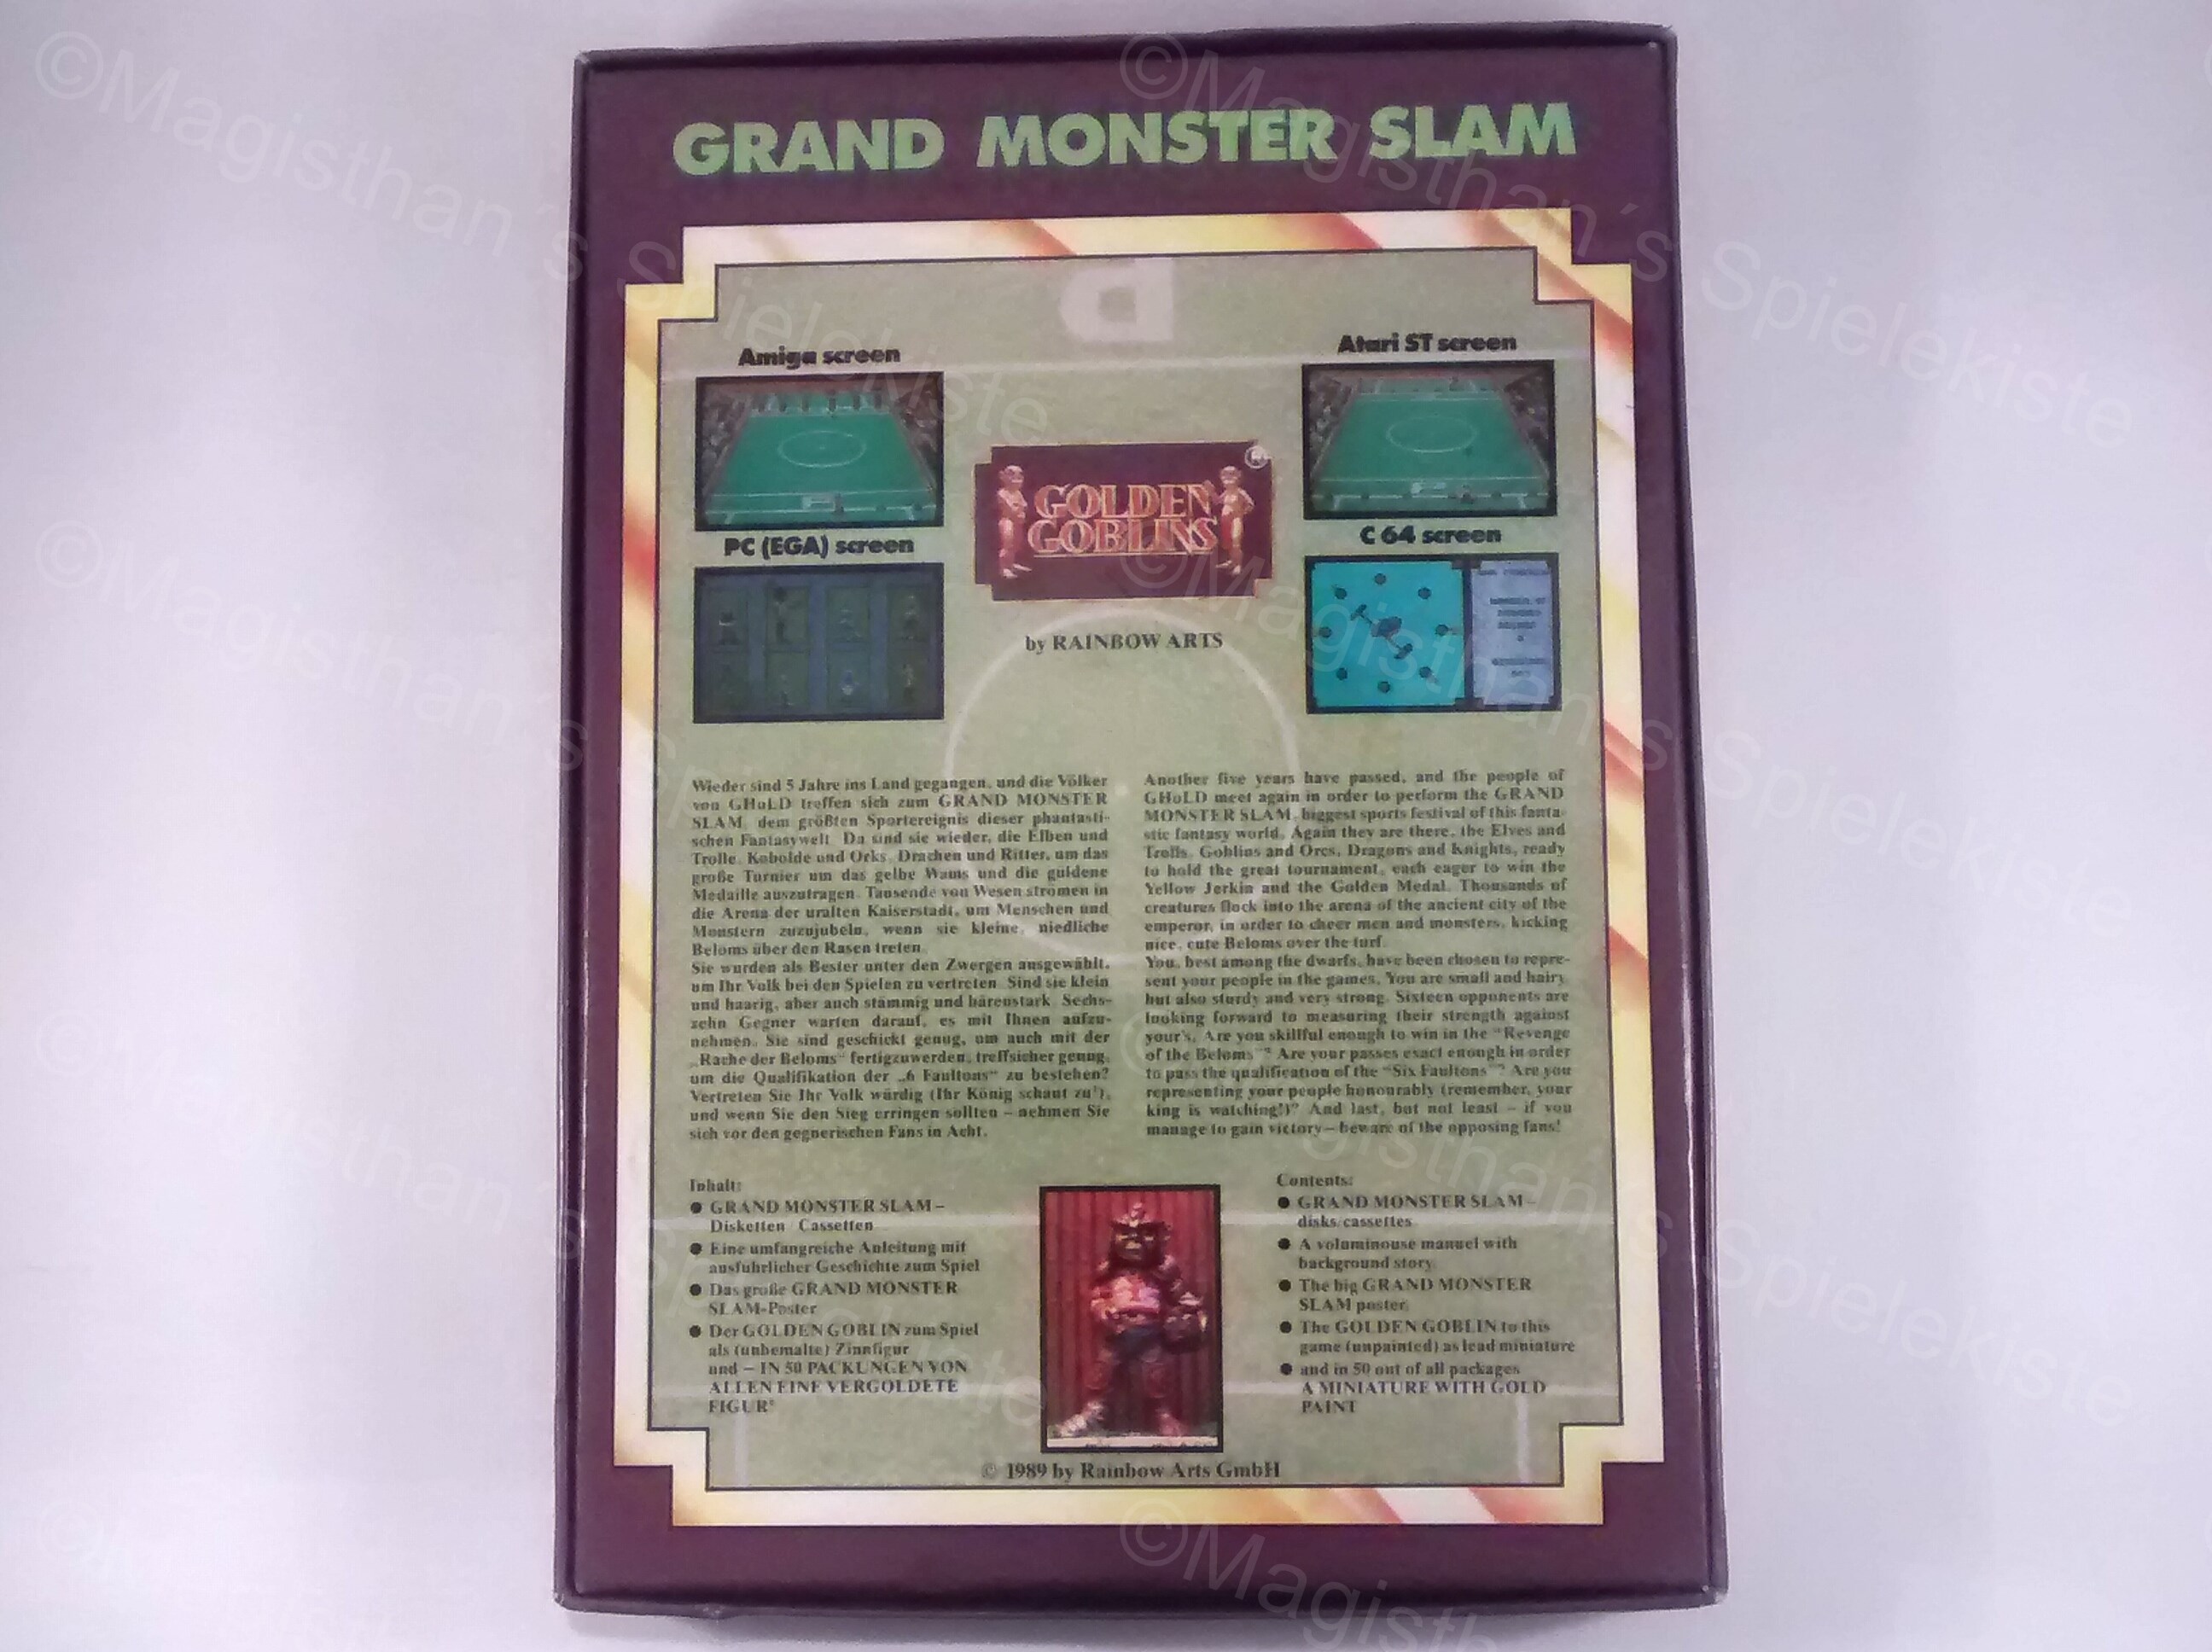 GRAND MONSTER SLAM
Amiga screen
Atari ST screen
PC (EGA) screen
C 64 screen
GOLDEN
GOBLINS
by RAINBOW ARTS
Wieder sind 5 Jahre ins Land gegangen, und die Völker
von GHoLD treffen sich zum GRAND MONSTER
SLAM, dem größten Sportereignis dieser phantasti-
schen Fantasywelt. Da sind sie wieder, die Elben und
Trolle, Kobolde und Orks, Drachen und Ritter, um das
große Turnier um das gelbe Wams und die güldene
Medaille auszutragen. Tausende von Wesen strömen in
die Arena der uralten Kaiserstadt, um Menschen und
Monstern zuzujubeln, wenn sie kleine, niedliche
Beloms über den Rasen treten.
Sie wurden als Bester unter den Zwergen ausgewählt,
um Ihr Volk bei den Spielen zu vertreten. Sind sie klein
und haarig, aber auch stämmig und bärenstark. Sechs-
zehn Gegner warten darauf, es mit Ihnen aufzu-
nehmen. Sie sind geschickt genug, um auch mit der
„Rache der Beloms“ fertigzuwerden, treffsicher genug,
um die Qualifikation der „6 Faultons“ zu bestehen?
Vertreten Sie Ihr Volk würdig (Ihr König schaut zu!),
und wenn Sie den Sieg erringen sollten – nehmen Sie
sich vor den gegnerischen Fans in Acht.
Another five years have passed, and the people of
GHoLD meet again in order to perform the GRAND
MONSTER SLAM, biggest sports festival of this fanta-
stic fantasy world. Again they are there, the Elves and
Trolls, Goblins and Orcs, Dragons and Knights, ready
to hold the great tournament, each eager to win the
Yellow Jerkin and the Golden Medal. Thousands of
creatures flock into the arena of the ancient city of the
emperor, in order to cheer men and monsters, kicking
nice, cute Beloms over the turf.
You, best among the dwarfs, have been chosen to repre-
sent your people in the games. You are small and hairy
but also sturdy and very strong. Sixteen opponents are
looking forward to measuring their strength against
your's. Are you skillful enough to win in the "Revenge
of the Beloms"? Are your passes exact enough in order
to pass the qualification of the "Six Faultons"? Are you
representing your people honourably (remember, your
king is watching!)? And last, but not least – if you
manage to gain victory – beware of the opposing fans!
Inhalt:
● GRAND MONSTER SLAM –
Disketten/Cassetten
● Eine umfangreiche Anleitung mit
ausführlicher Geschichte zum Spiel
● Das große GRAND MONSTER
SLAM-Poster
● Der GOLDEN GOBLIN zum Spiel
als (unbemalte) Zinnfigur
und – IN 50 PACKUNGEN VON
ALLEN EINE VERGOLDETE
FIGUR!
Contents:
● GRAND MONSTER SLAM –
disks/cassettes
● A voluminouse manuel with
background story
● The big GRAND MONSTER
SLAM poster
● The GOLDEN GOBLIN to this
game (unpainted) as lead miniature
● and in 50 out of all packages
A MINIATURE WITH GOLD
PAINT
© 1989 by Rainbow Arts GmbH
©Magisthan´s Spielekiste
©Magisthan´s Spielekiste
©Magisthan´s Spielekiste
©Magisthan´s Spielekiste